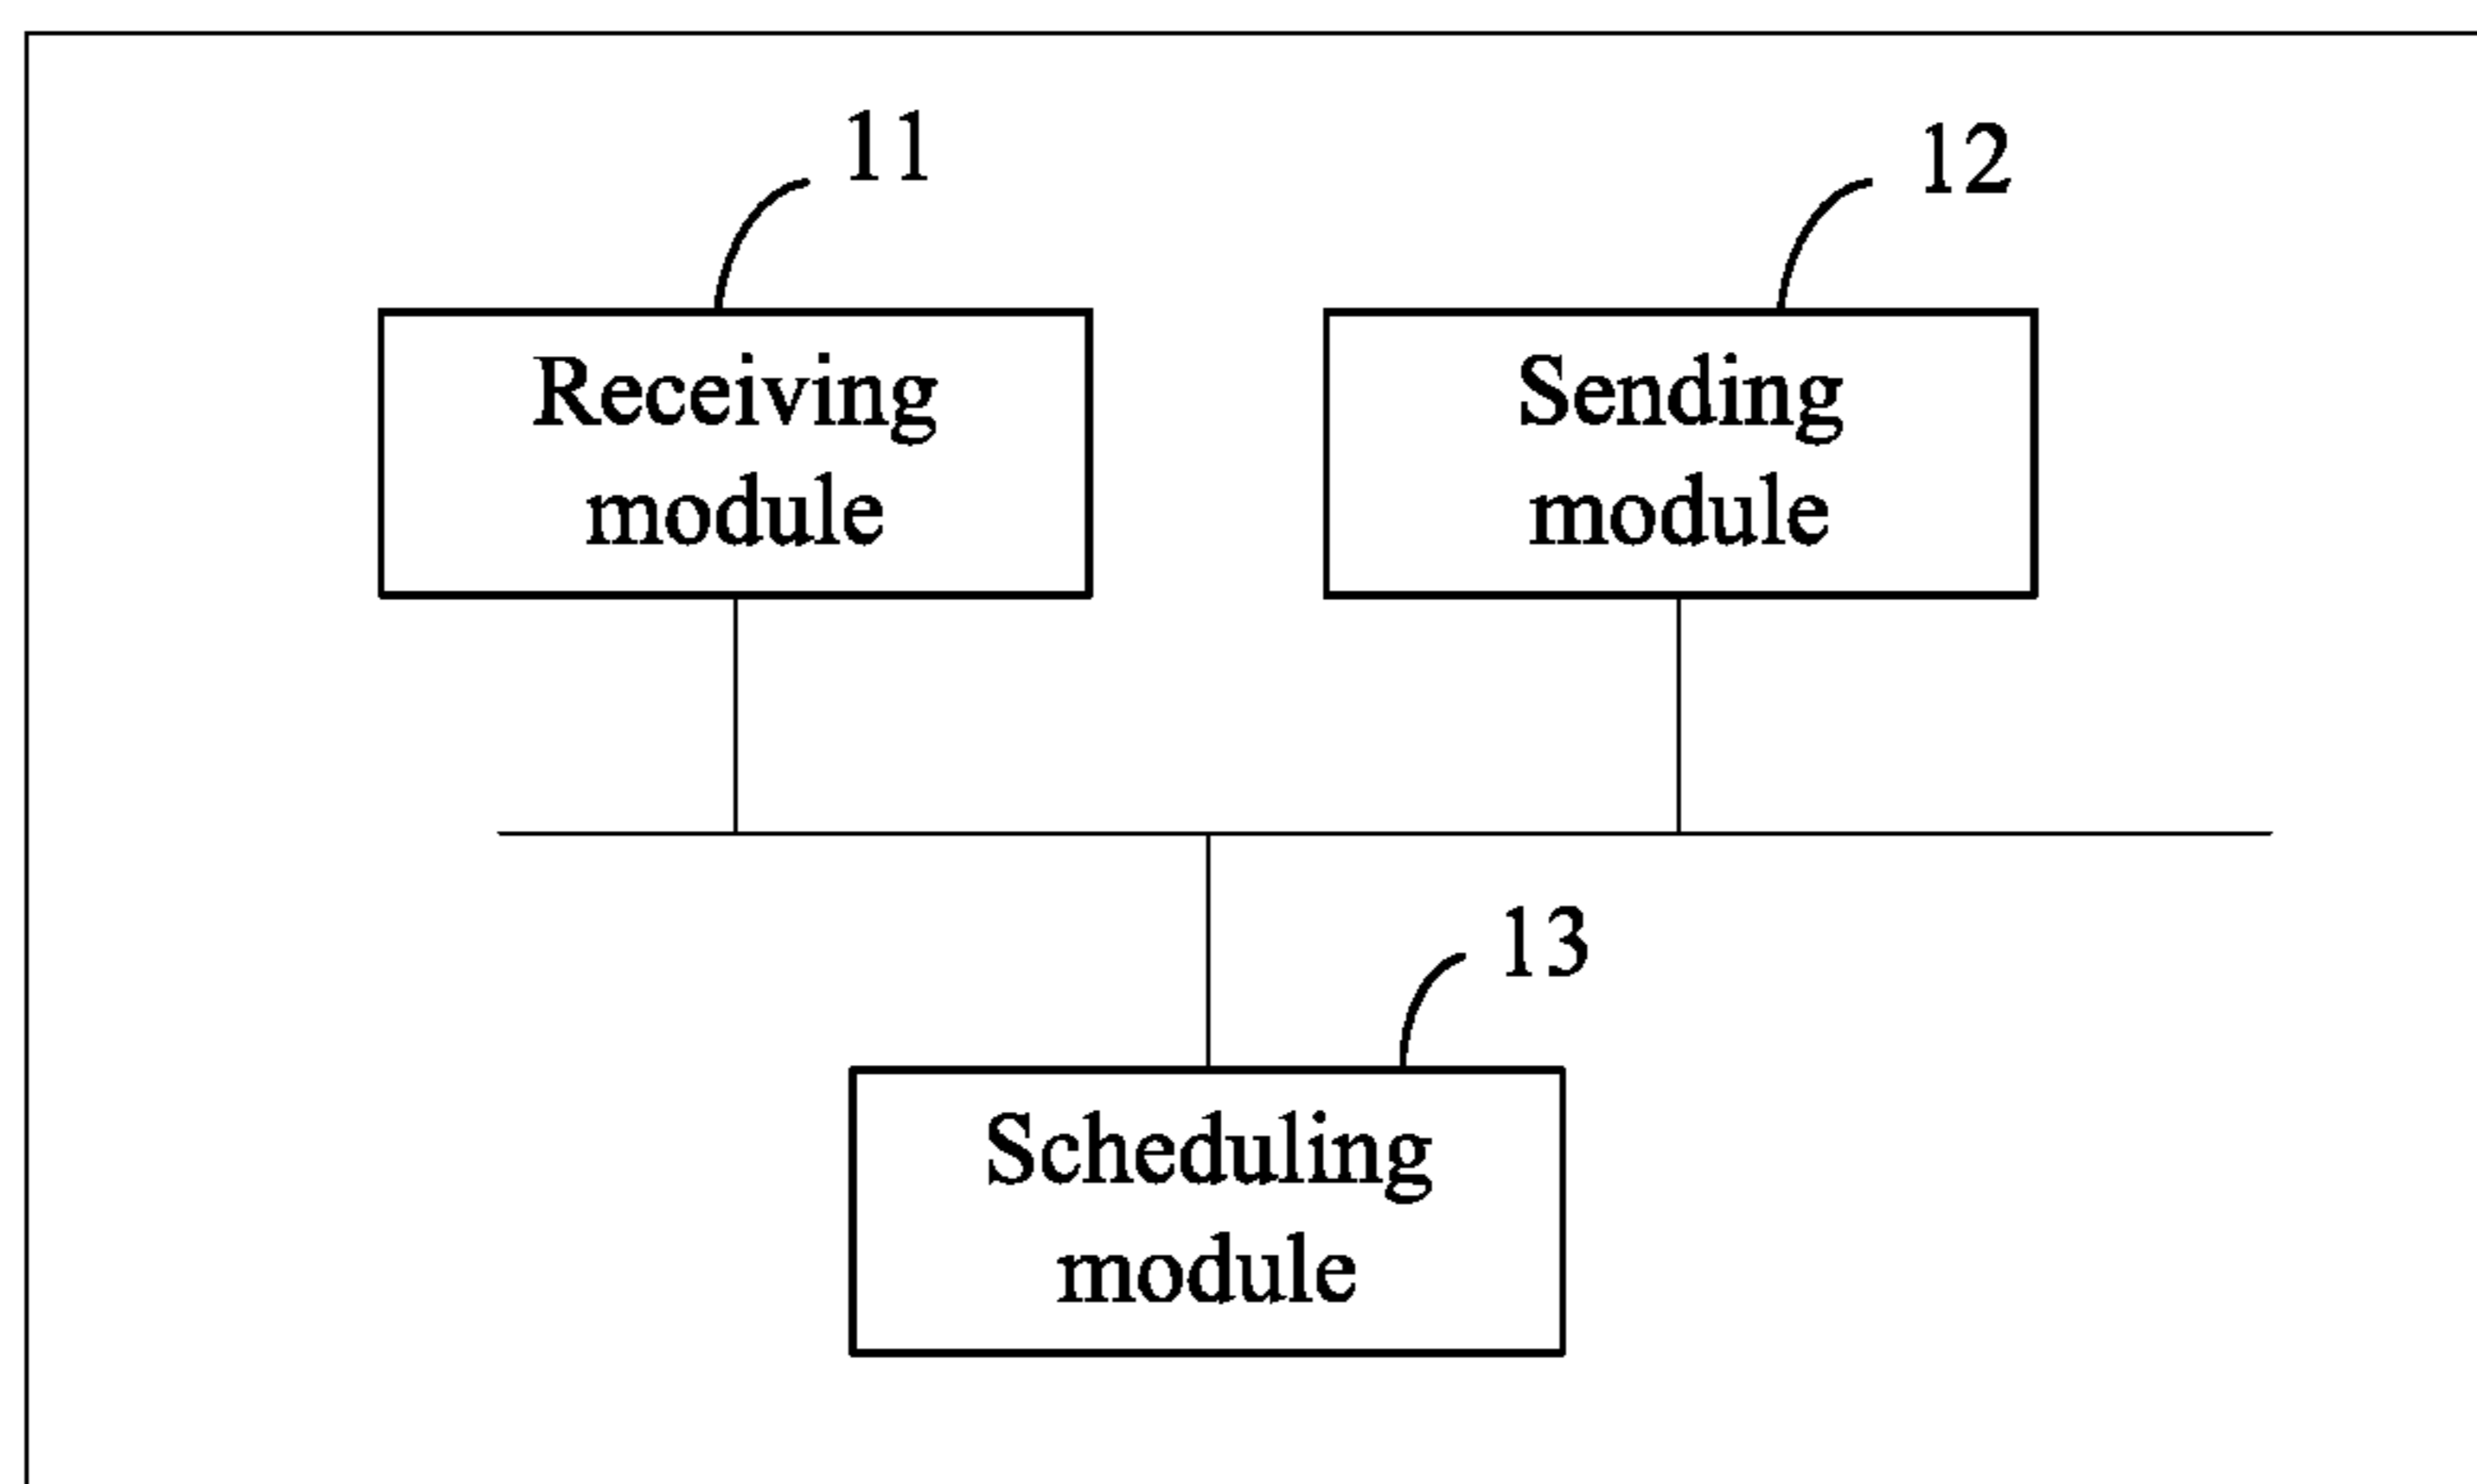 11
12
Receiving
module
Sending
module
13
Scheduling
module